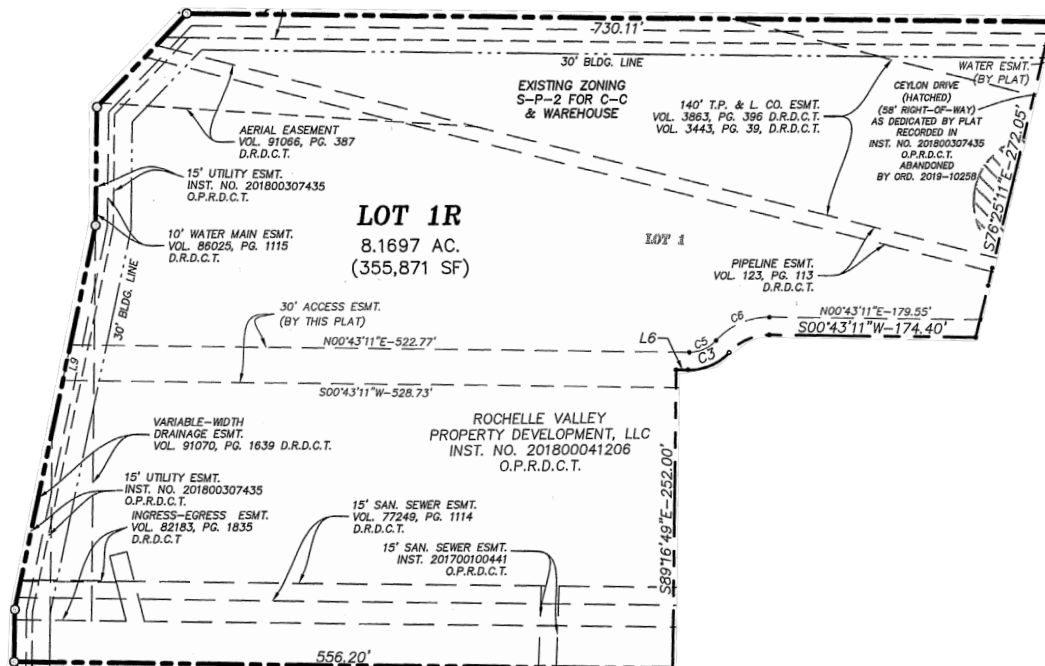 730.11'
30' BLDG. LINE
EXISTING ZONING
S-P-2 FOR C-C
& WAREHOUSE
WATER ESMT.
(BY PLAT)
CEYLON DRIVE
(HATCHED)
(58' RIGHT-OF-WAY)
AS DEDICATED BY PLAT
RECORDED IN
INST. NO. 201800307435
O.P.R.D.C.T.
ABANDONED
BY ORD. 2019-10258
140' T.P. & L. CO. ESMT.
VOL. 3863, PG. 396 D.R.D.C.T.
VOL. 3443, PG. 39, D.R.D.C.T.
S76°25'11"E-272.05'
AERIAL EASEMENT
VOL. 91066, PG. 387
D.R.D.C.T.
15' UTILITY ESMT.
INST. NO. 201800307435
O.P.R.D.C.T.
10' WATER MAIN ESMT.
VOL. 86025, PG. 1115
D.R.D.C.T.
LOT 1R
8.1697 AC.
(355,871 SF)
LOT 1
PIPELINE ESMT.
VOL. 123, PG. 113
D.R.D.C.T.
30' BLDG. LINE
30' ACCESS ESMT.
(BY THIS PLAT)
N00°43'11"E-522.77'
L9
S00°43'11"W-528.73'
L6
C5
C6
C3
N00°43'11"E-179.55'
S00°43'11"W-174.40'
ROCHELLE VALLEY
PROPERTY DEVELOPMENT, LLC
INST. NO. 201800041206
O.P.R.D.C.T.
S89°16'49"E-252.00'
VARIABLE-WIDTH
DRAINAGE ESMT.
VOL. 91070, PG. 1639 D.R.D.C.T.
15' UTILITY ESMT.
INST. NO. 201800307435
O.P.R.D.C.T.
INGRESS-EGRESS ESMT.
VOL. 82183, PG. 1835
D.R.D.C.T
15' SAN. SEWER ESMT.
VOL. 77249, PG. 1114
D.R.D.C.T.
15' SAN. SEWER ESMT.
INST. 201700100441
O.P.R.D.C.T.
556.20'